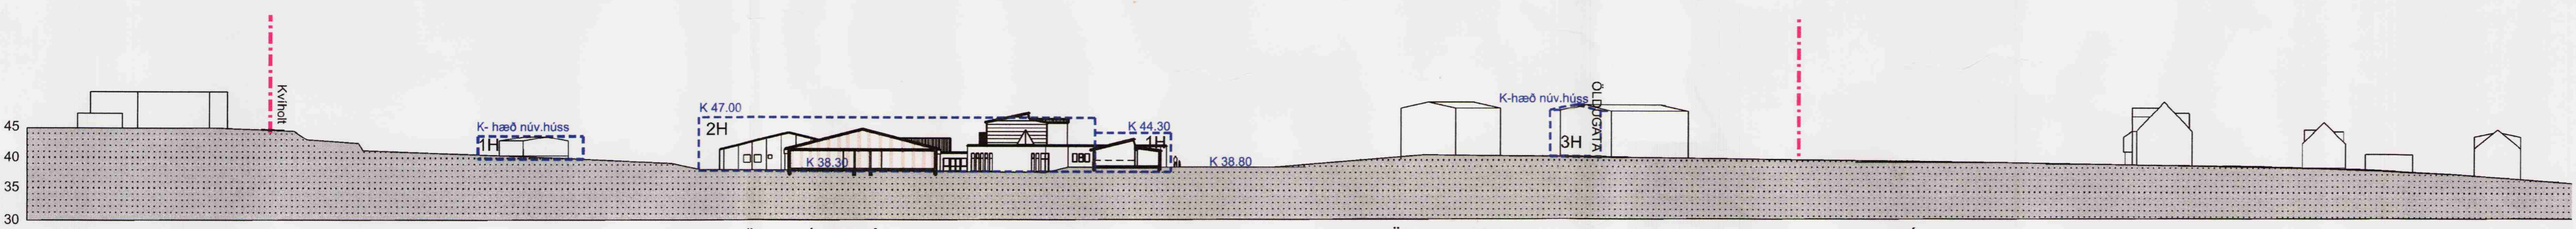 Kviholt
K- hæð núv.húss
1H
K 47.00
2H
K 38.30
K 44.30
1H
K 38.80
K-hæð núv.húss
ÖLDUGATA
3H
45
40
35
30